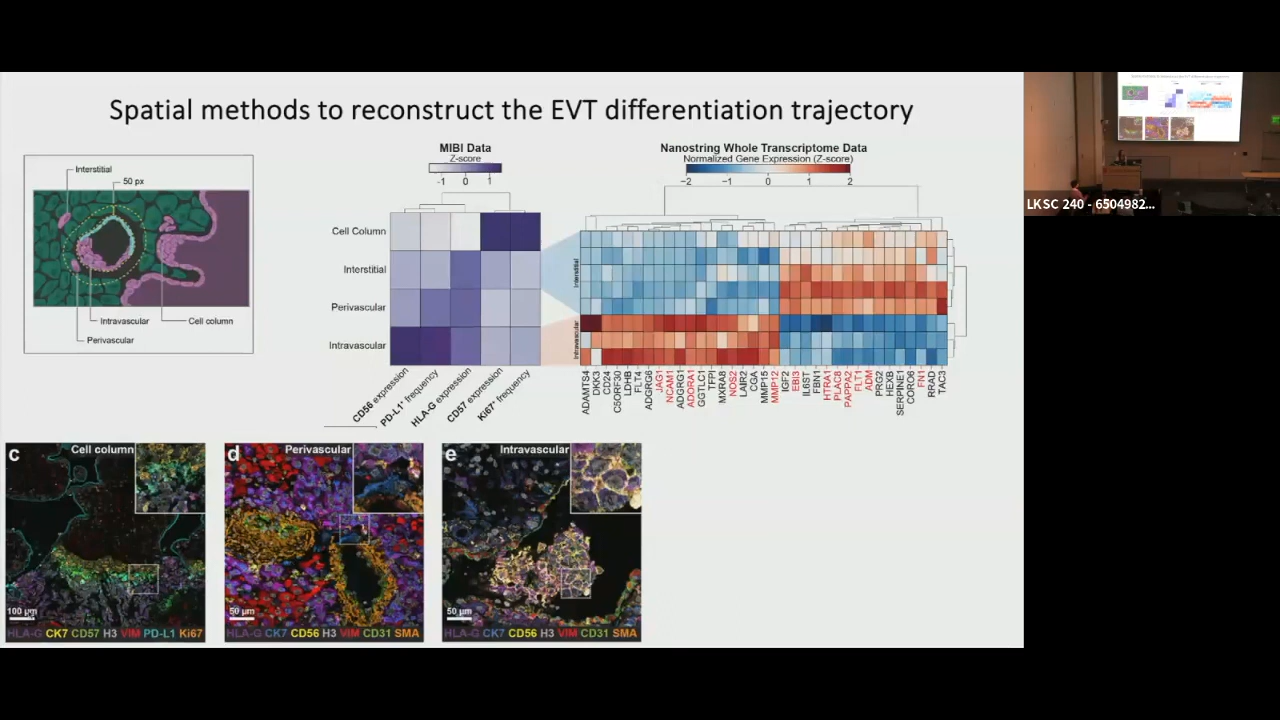 Spatial methods to reconstruct the EVT differentiation trajectory
Interstitial
50 px
Intravascular
Cell column
Perivascular
MIBI Data
Z-score
-1 0 1
Cell Column
Interstitial
Perivascular
Intravascular
CD56 expression
PD-L1+ frequency
HLA-G expression
CD57 expression
Ki67+ frequency
Nanostring Whole Transcriptome Data
Normalized Gene Expression (Z-score)
−2 −1 0 1 2
Interstitial
Intravascular
ADAMTS4
DKK3
CD24
C5ORF30
LDHB
FLT4
ADGRG6
JAG1
NCAM1
ADGRG1
ADORA1
GGTLC1
TFPI
MXRA8
NOS2
LAIR2
CGA
MMP15
MMP12
IGF2
EBI3
IL6ST
FBN1
HTRA1
PLAC8
PAPPA2
FLT1
ADM
PRG2
HEXB
SERPINE1
CORO6
FN1
RRAD
TAC3
c Cell column
100 µm
HLA-G CK7 CD57 H3 VIM PD-L1 Ki67
d Perivascular
50 µm
HLA-G CK7 CD56 H3 VIM CD31 SMA
e Intravascular
50 µm
HLA-G CK7 CD56 H3 VIM CD31 SMA
LKSC 240 - 6504982...